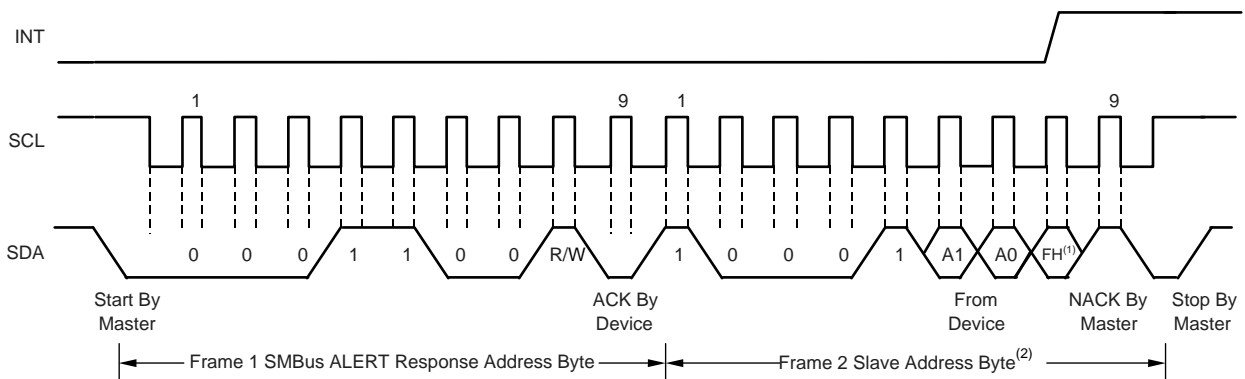 INT
1 9 1 9
SCL
SDA
0 0 0 1 1 0 0 R/W 1 0 0 0 1 A1 A0 FH(1)
Start By
Master
ACK By
Device
From
Device
NACK By
Master
Stop By
Master
Frame 1 SMBus ALERT Response Address Byte
Frame 2 Slave Address Byte(2)